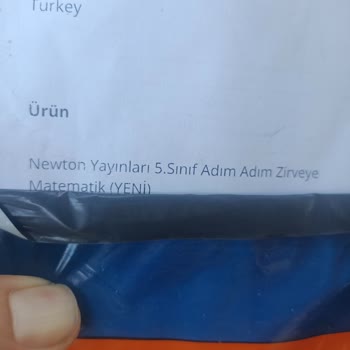 Turkey
Ürün
Newton Yayınları 5.Sınıf Adım Adım Zirveye
Matematik (YENİ)